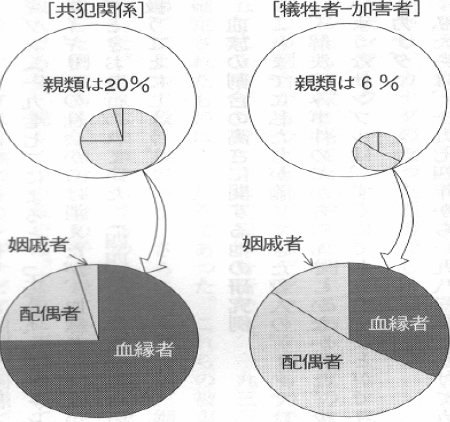 [共犯関係]
親類は20%
姻戚者
配偶者
血縁者
[犠牲者–加害者]
親類は6%
姻戚者
血縁者
配偶者